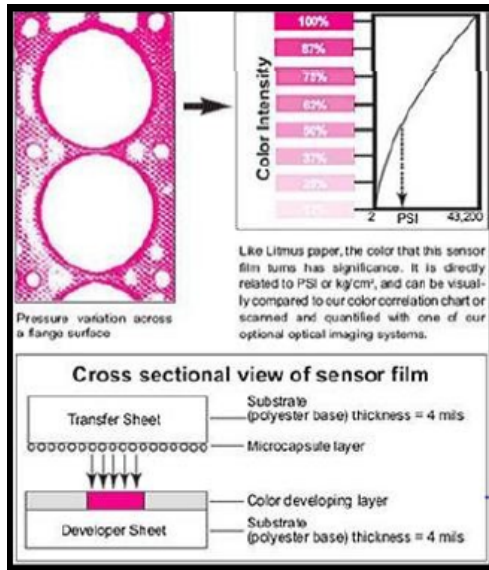 100%
87%
75%
62%
50%
37%
25%
Color Intensity
2
PSI
43,200
Like Litmus paper, the color that this sensor
film turns has significance. It is directly
related to PSI or kg/cm², and can be visual-
ly compared to our color correlation chart or
scanned and quantified with one of our
optional optical imaging systems.
Pressure variation across
a flange surface
Cross sectional view of sensor film
Transfer Sheet
Substrate
(polyester base) thickness = 4 mils
Microcapsule layer
Color developing layer
Developer Sheet
Substrate
(polyester base) thickness = 4 mils